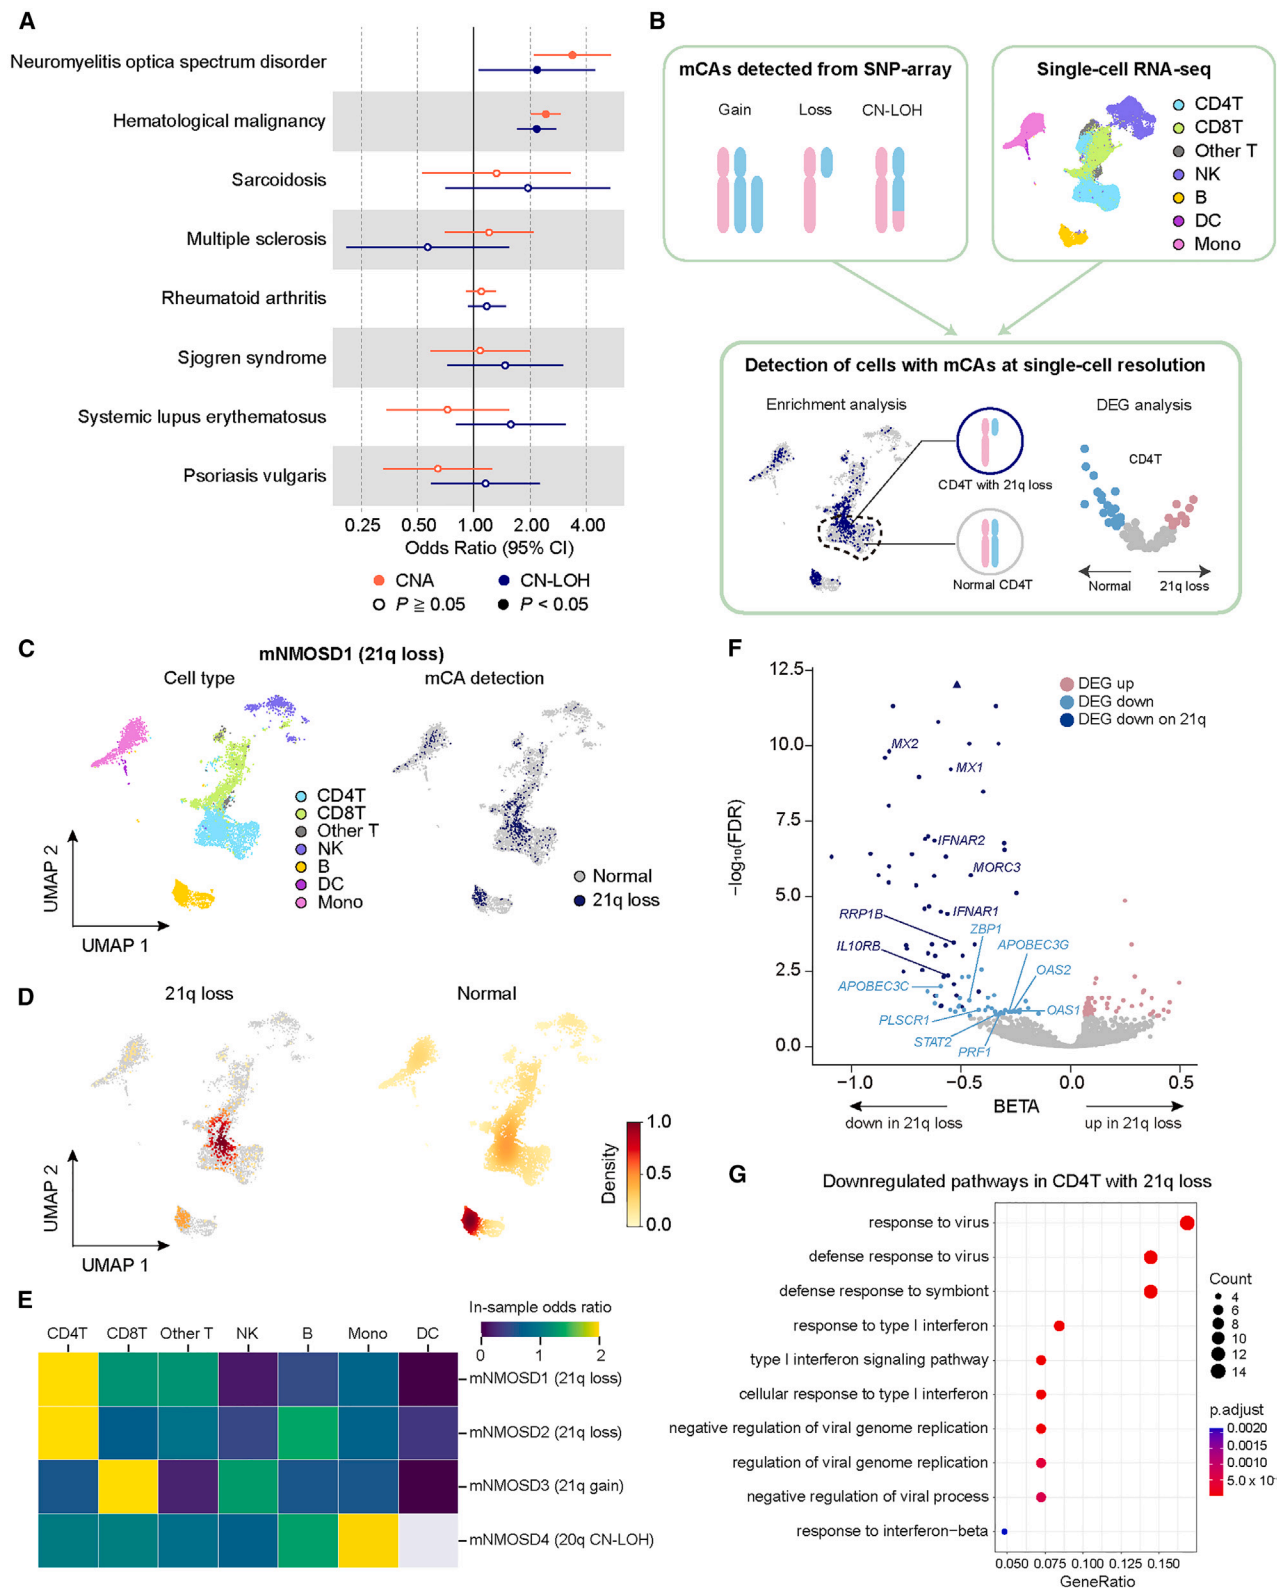 A
Neuromyelitis optica spectrum disorder
Hematological malignancy
Sarcoidosis
Multiple sclerosis
Rheumatoid arthritis
Sjogren syndrome
Systemic lupus erythematosus
Psoriasis vulgaris
0.25 0.50 1.00 2.00 4.00
Odds Ratio (95% CI)
CNA CN-LOH
P ≧ 0.05 P < 0.05
B
mCAs detected from SNP-array
Gain Loss CN-LOH
Single-cell RNA-seq
CD4T
CD8T
Other T
NK
B
DC
Mono
Detection of cells with mCAs at single-cell resolution
Enrichment analysis
DEG analysis
CD4T with 21q loss
Normal CD4T
CD4T
Normal 21q loss
C
mNMOSD1 (21q loss)
Cell type mCA detection
CD4T
CD8T
Other T
NK
B
DC
Mono
Normal
21q loss
UMAP 2
UMAP 1
D
21q loss Normal
UMAP 2
UMAP 1
Density
1.0
0.5
0.0
E
In-sample odds ratio
0 1 2
CD4T CD8T Other T NK B Mono DC
mNMOSD1 (21q loss)
mNMOSD2 (21q loss)
mNMOSD3 (21q gain)
mNMOSD4 (20q CN-LOH)
F
12.5
10.0
7.5
5.0
2.5
0.0
−log₁₀(FDR)
DEG up
DEG down
DEG down on 21q
MX2
MX1
IFNAR2
MORC3
IFNAR1
RRP1B
ZBP1
IL10RB
APOBEC3G
OAS2
APOBEC3C
OAS1
PLSCR1
STAT2
PRF1
−1.0 −0.5 0.0 0.5
BETA
down in 21q loss up in 21q loss
G
Downregulated pathways in CD4T with 21q loss
response to virus
defense response to virus
defense response to symbiont
response to type I interferon
type I interferon signaling pathway
cellular response to type I interferon
negative regulation of viral genome replication
regulation of viral genome replication
negative regulation of viral process
response to interferon−beta
0.050 0.075 0.100 0.125 0.150
GeneRatio
Count
4
6
8
10
12
14
p.adjust
0.0020
0.0015
0.0010
5.0 x 10